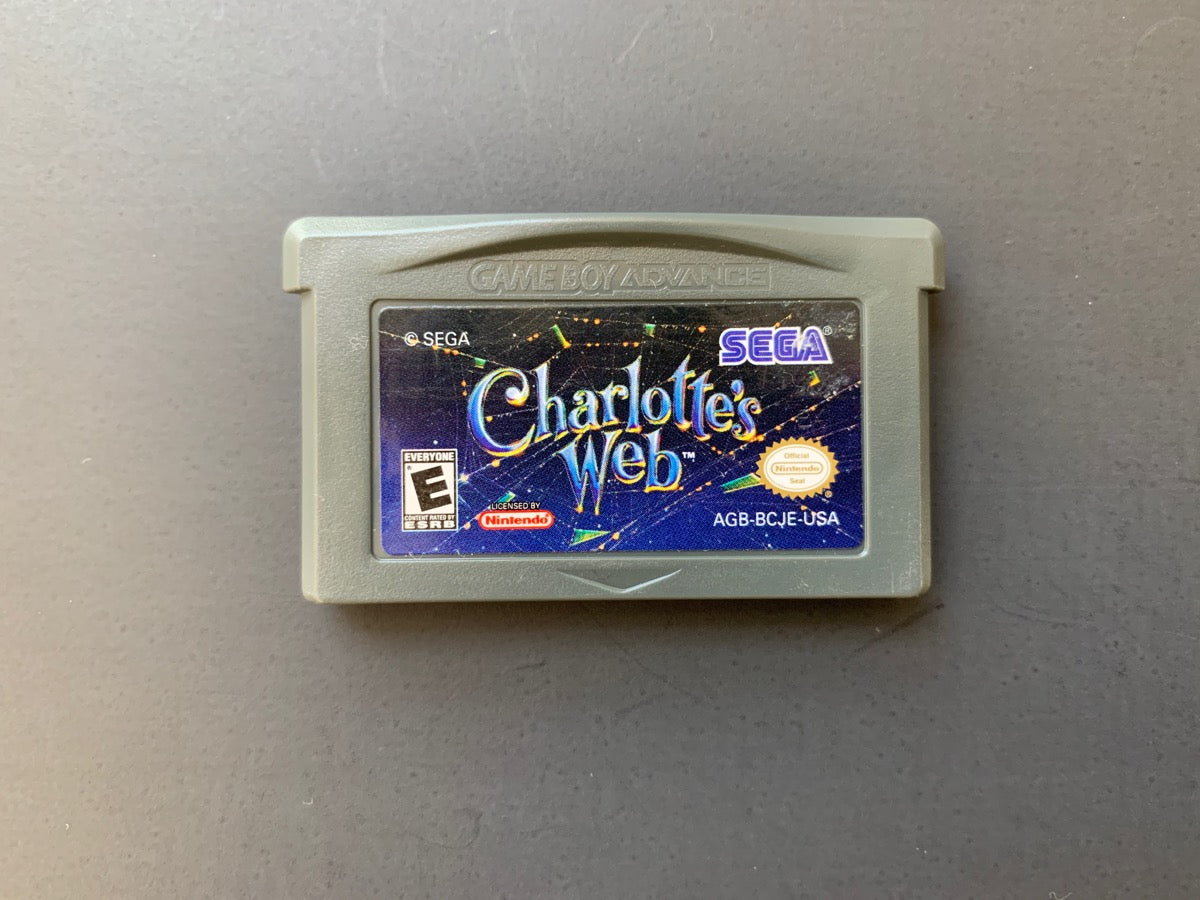 GAME BOY ADVANCE
© SEGA
SEGA®
Charlotte's
Web™
EVERYONE
E
CONTENT RATED BY
ESRB
LICENSED BY
Nintendo
Official
Nintendo
Seal
®
AGB-BCJE-USA